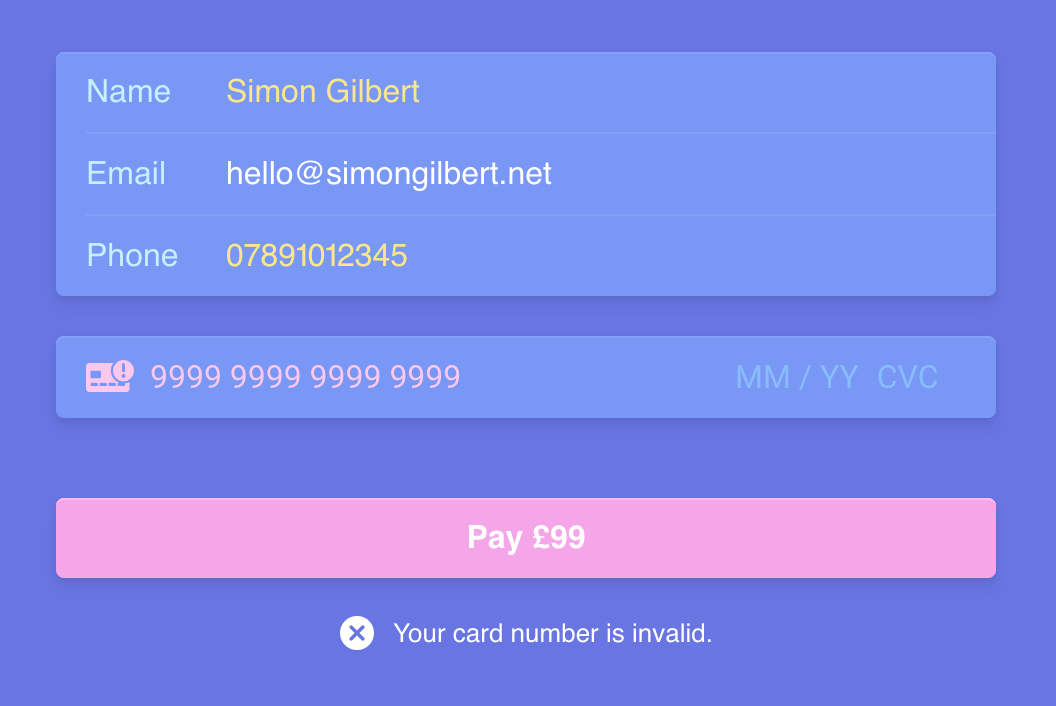 Name Simon Gilbert
Email hello@simongilbert.net
Phone 07891012345
9999 9999 9999 9999 MM / YY CVC
Pay £99
Your card number is invalid.